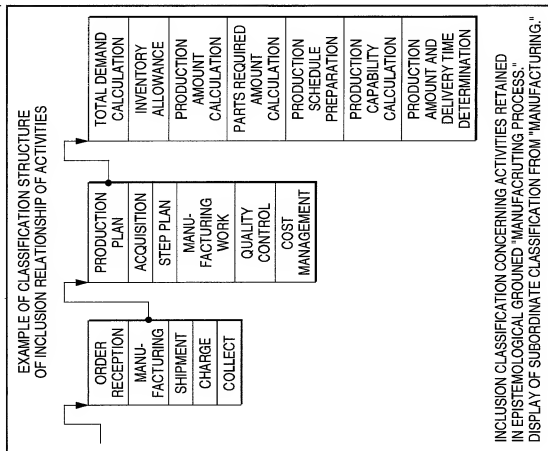 EXAMPLE OF CLASSIFICATION STRUCTURE
OF INCLUSION RELATIONSHIP OF ACTIVITIES
ORDER
RECEPTION
MANU-
FACTURING
SHIPMENT
CHARGE
COLLECT
PRODUCTION
PLAN
ACQUISITION
STEP PLAN
MANU-
FACTURING
WORK
QUALITY
CONTROL
COST
MANAGEMENT
TOTAL DEMAND
CALCULATION
INVENTORY
ALLOWANCE
PRODUCTION
AMOUNT
CALCULATION
PARTS REQUIRED
AMOUNT
CALCULATION
PRODUCTION
SCHEDULE
PREPARATION
PRODUCTION
CAPABILITY
CALCULATION
PRODUCTION
AMOUNT AND
DELIVERY TIME
DETERMINATION
INCLUSION CLASSIFICATION CONCERNING ACTIVITIES RETAINED
IN EPISTEMOLOGICAL GROUNED "MANUFACRUTING PROCESS."
DISPLAY OF SUBORDINATE CLASSIFICATION FROM "MANUFACTURING."